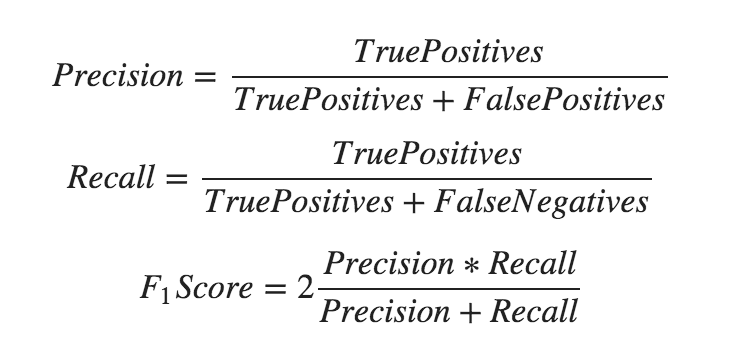 Precision = TruePositives / TruePositives + FalsePositives
Recall = TruePositives / TruePositives + FalseNegatives
F₁Score = 2 Precision * Recall / Precision + Recall